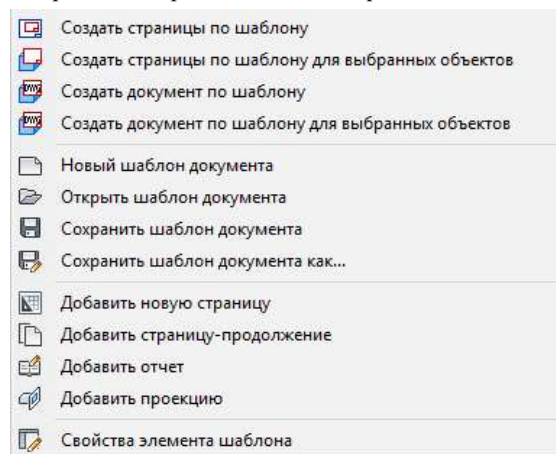 Создать страницы по шаблону
Создать страницы по шаблону для выбранных объектов
Создать документ по шаблону
Создать документ по шаблону для выбранных объектов
Новый шаблон документа
Открыть шаблон документа
Сохранить шаблон документа
Сохранить шаблон документа как...
Добавить новую страницу
Добавить страницу-продолжение
Добавить отчет
Добавить проекцию
Свойства элемента шаблона